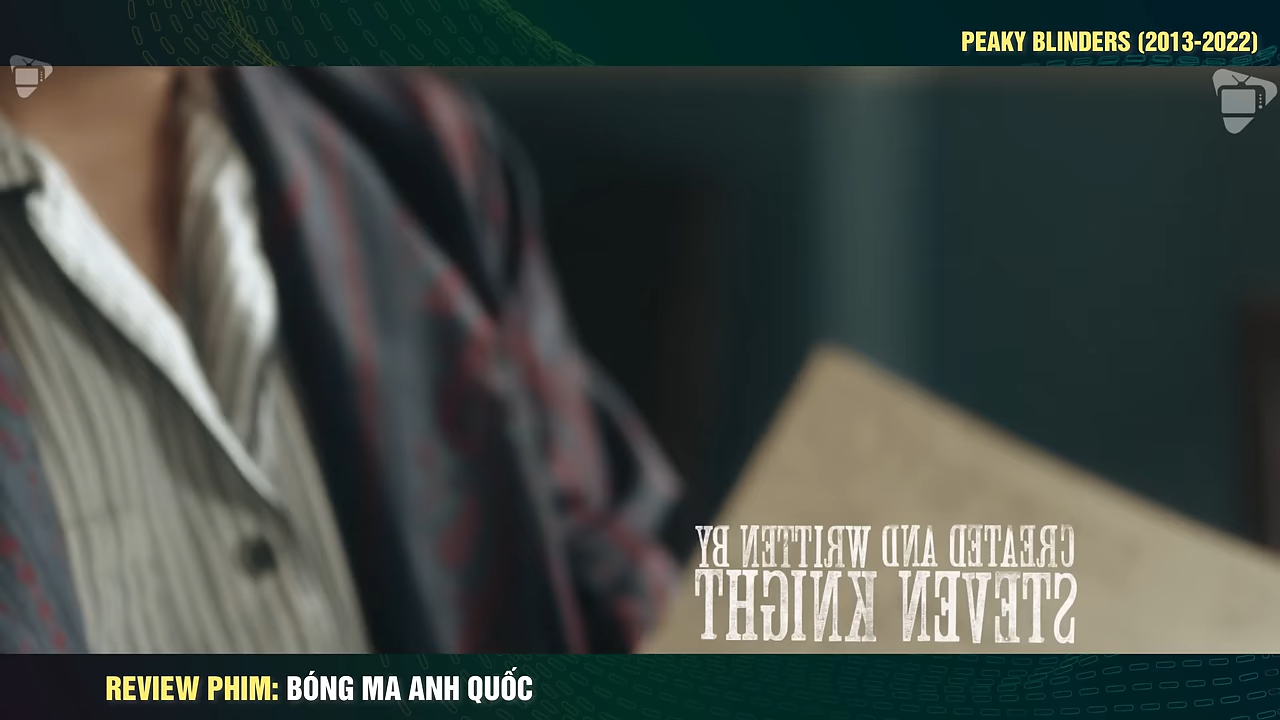 PEAKY BLINDERS (2013-2022)
CREATED AND WRITTEN BY
STEVEN KNIGHT
REVIEW PHIM: BÓNG MA ANH QUỐC